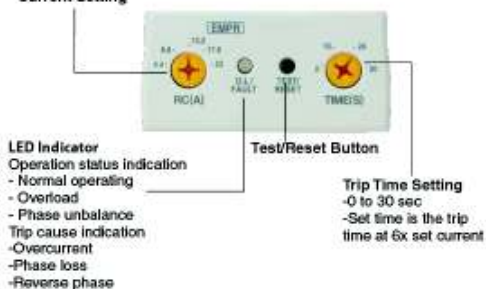 Current Setting
EMPR
RC(A)
O.L/
FAULT
TEST/
RESET
TIME(S)
LED Indicator
Operation status indication
- Normal operating
- Overload
- Phase unbalance
Trip cause indication
-Overcurrent
-Phase loss
-Reverse phase
Test/Reset Button
Trip Time Setting
-0 to 30 sec
-Set time is the trip
time at 6x set current